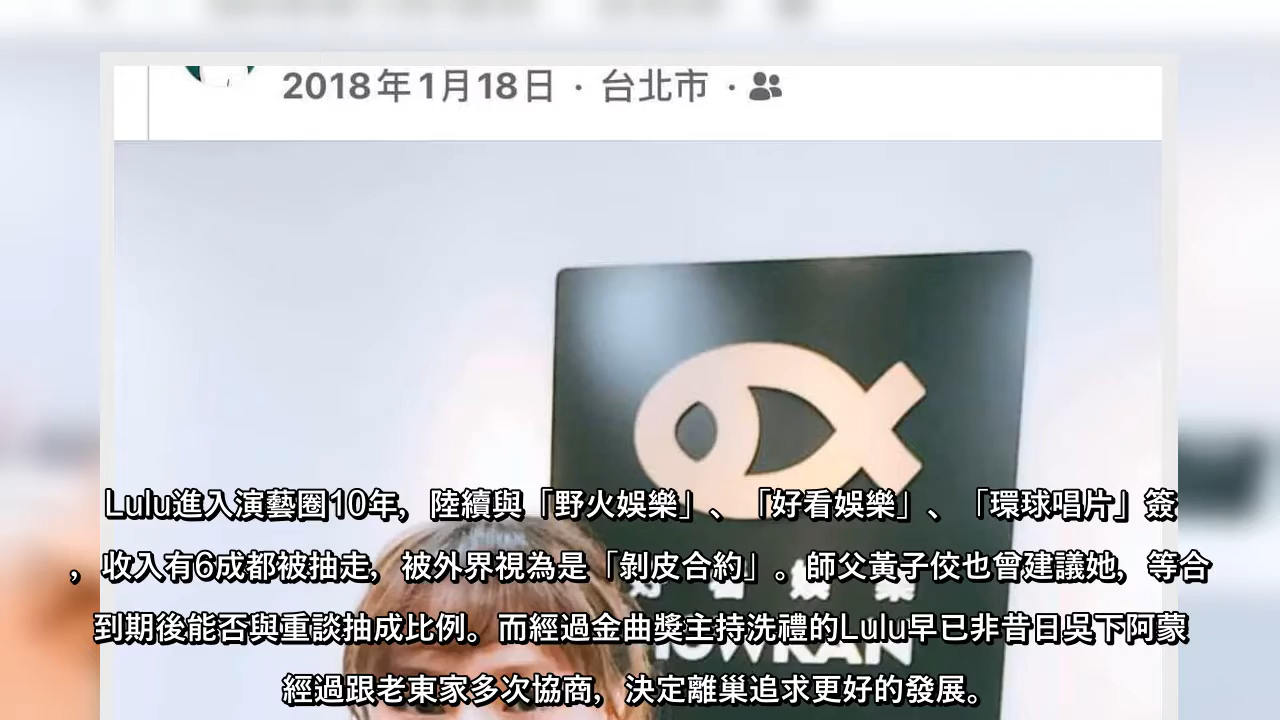 2018年1月18日 · 台北市 ·
Lulu進入演藝圈10年，陸續與「野火娛樂」、「好看娛樂」、「環球唱片」簽
，收入有6成都被抽走，被外界視為是「剝皮合約」。師父黃子佼也曾建議她，等合
到期後能否與重談抽成比例。而經過金曲獎主持洗禮的Lulu早已非昔日吳下阿蒙
經過跟老東家多次協商，決定離巢追求更好的發展。